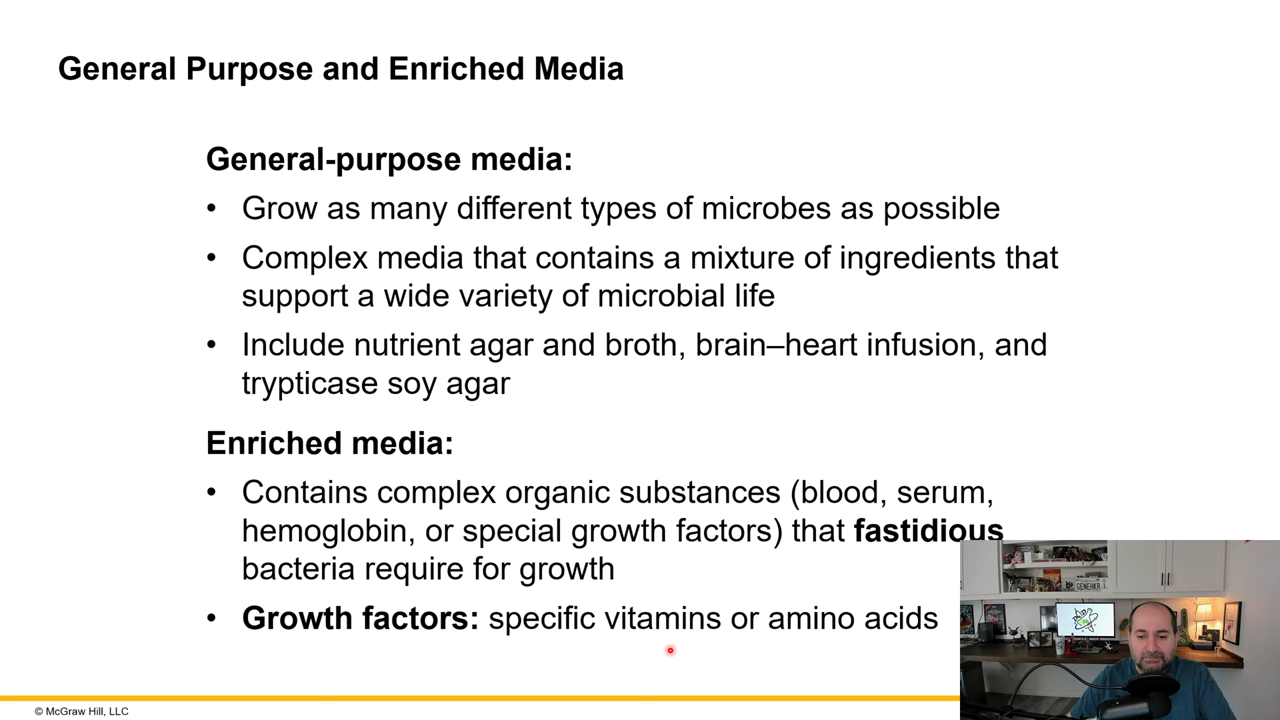 General Purpose and Enriched Media
General-purpose media:
• Grow as many different types of microbes as possible
• Complex media that contains a mixture of ingredients that
support a wide variety of microbial life
• Include nutrient agar and broth, brain–heart infusion, and
trypticase soy agar
Enriched media:
• Contains complex organic substances (blood, serum,
hemoglobin, or special growth factors) that fastidious
bacteria require for growth
• Growth factors: specific vitamins or amino acids
GENEHKR
© McGraw Hill, LLC